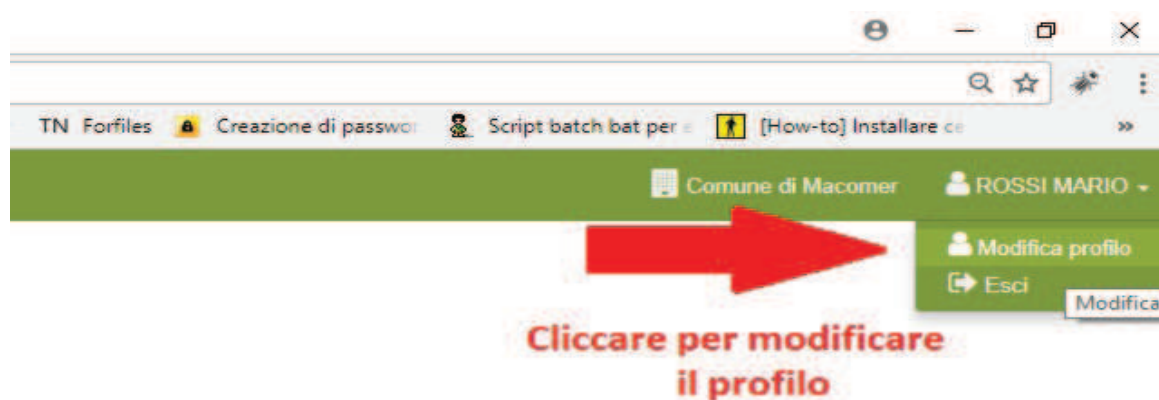 TN Forfiles Creazione di passwo Script batch bat per [How-to] Installare ce »
Comune di Macomer ROSSI MARIO
Modifica profilo
Esci
Modifica
Cliccare per modificare
il profilo